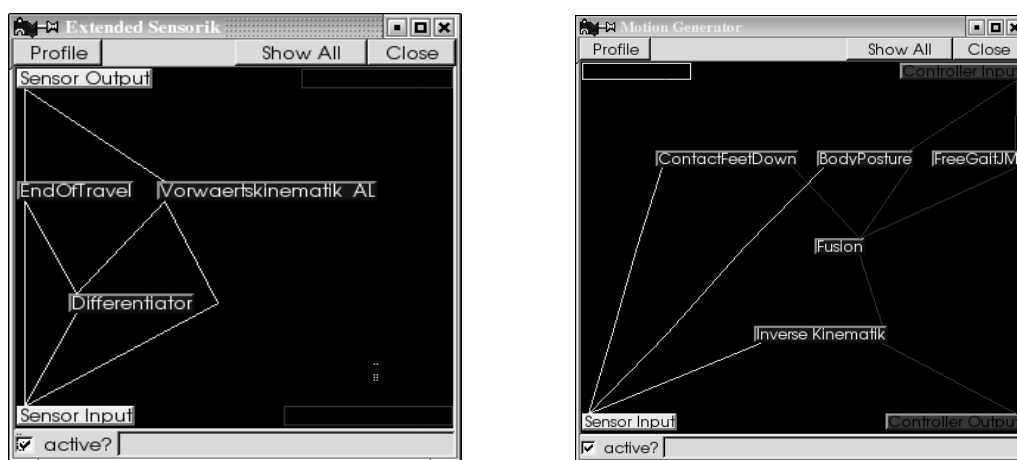 Extended Sensorik
Profile
Show All
Close
Sensor Output
EndOfTravel
Vorwaertskinematik AL
Differentiator
Sensor Input
active?
Motion Generator
Profile
Show All
Close
Controller Input
ContactFeetDown
BodyPosture
FreeGaitJM
Fusion
Inverse Kinematik
Sensor Input
Controller Output
active?